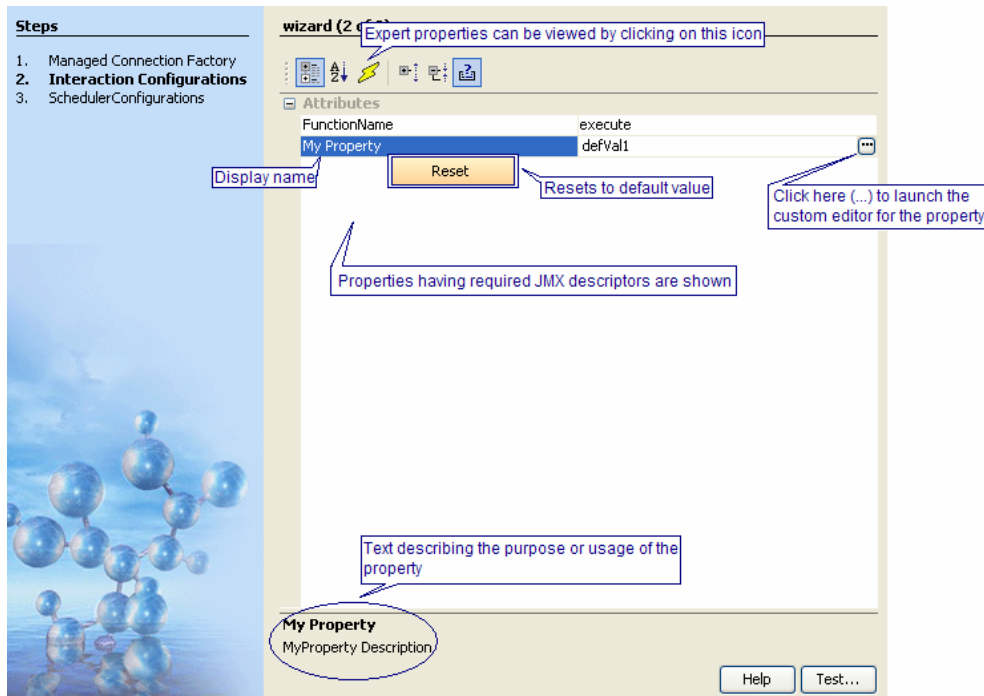 Steps
1. Managed Connection Factory
2. Interaction Configurations
3. SchedulerConfigurations
wizard (2 of
Expert properties can be viewed by clicking on this icon
Attributes
FunctionName execute
My Property defVal1
Display name
Reset
Resets to default value
Click here (...) to launch the
custom editor for the property
Properties having required JMX descriptors are shown
Text describing the purpose or usage of the
property
My Property
MyProperty Description
Help Test...